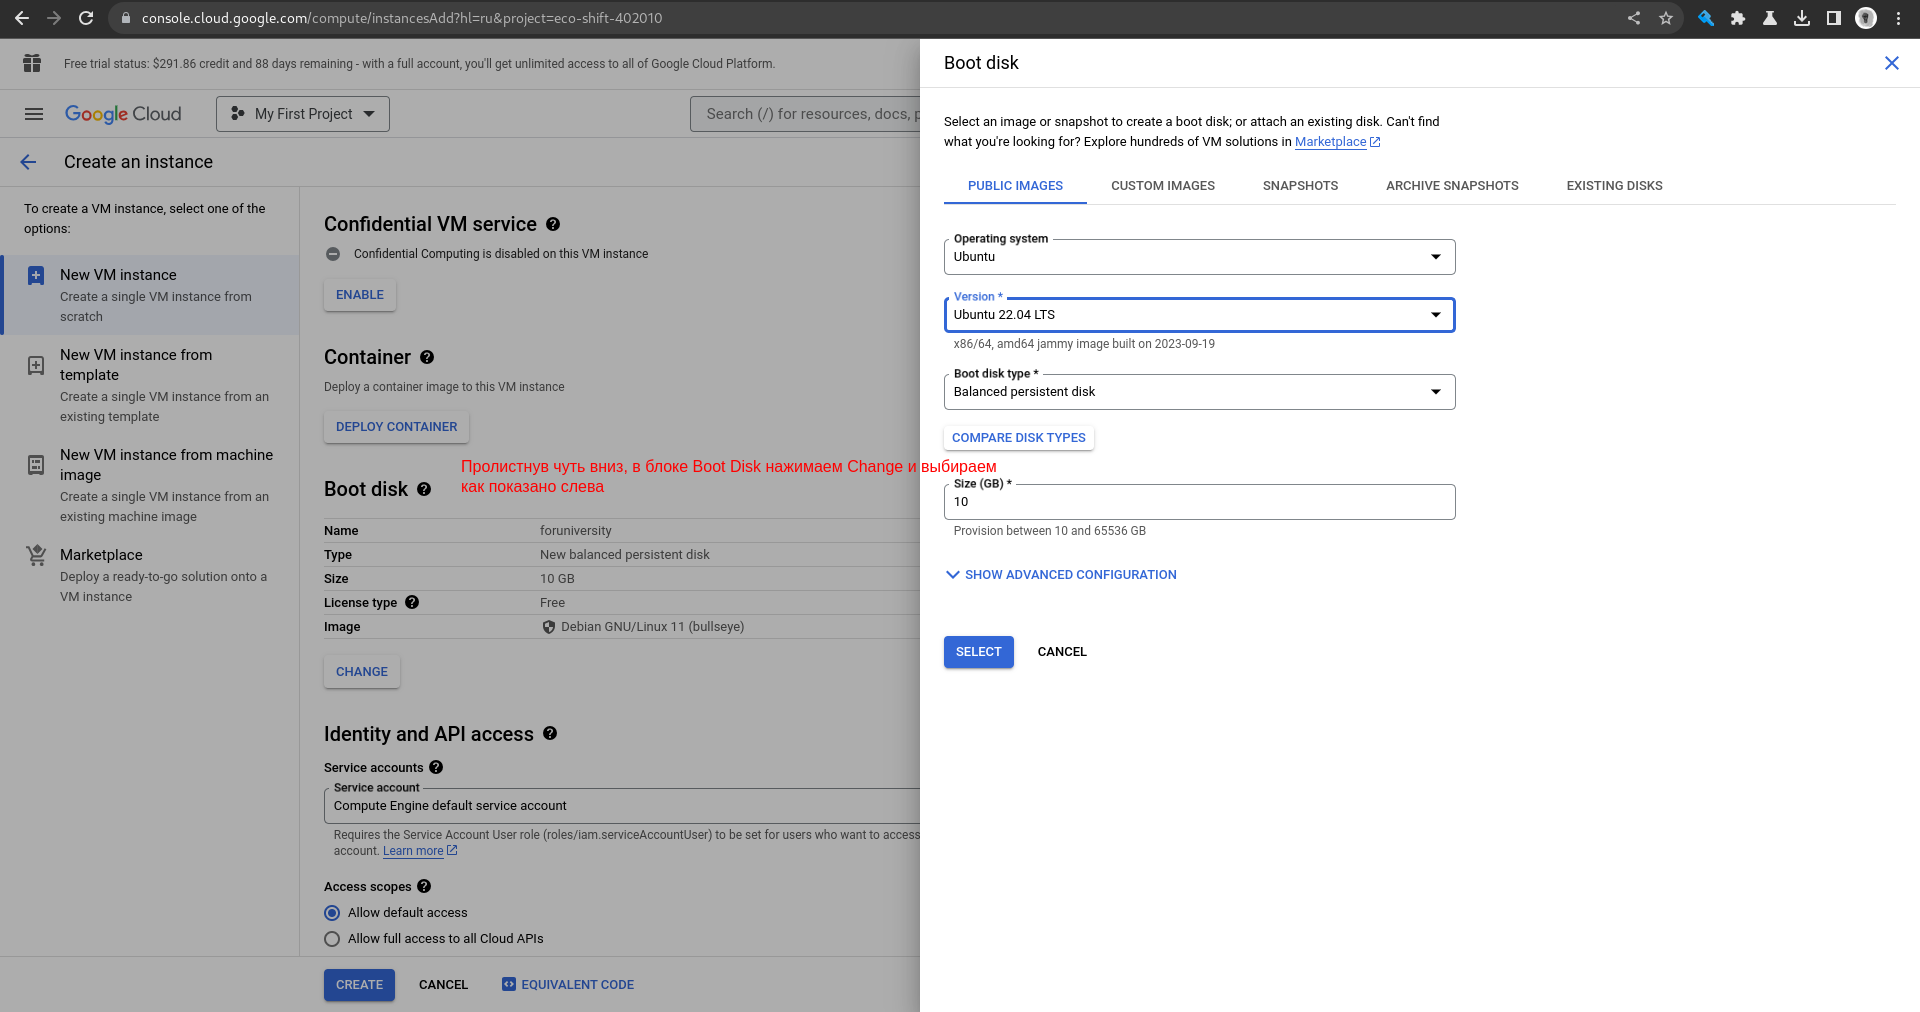 console.cloud.google.com/compute/instancesAdd?hl=ru&project=eco-shift-402010
Free trial status: $291.86 credit and 88 days remaining - with a full account, you'll get unlimited access to all of Google Cloud Platform.
Google Cloud
My First Project
Search (/) for resources, docs, p
Create an instance
To create a VM instance, select one of the
options:
New VM instance
Create a single VM instance from
scratch
New VM instance from
template
Create a single VM instance from an
existing template
New VM instance from machine
image
Create a single VM instance from an
existing machine image
Marketplace
Deploy a ready-to-go solution onto a
VM instance
Confidential VM service
Confidential Computing is disabled on this VM instance
ENABLE
Container
Deploy a container image to this VM instance
DEPLOY CONTAINER
Пролистнув чуть вниз, в блоке Boot Disk нажимаем Change и выбираем
как показано слева
Boot disk
Name foruniversity
Type New balanced persistent disk
Size 10 GB
License type Free
Image Debian GNU/Linux 11 (bullseye)
CHANGE
Identity and API access
Service accounts
Service account
Compute Engine default service account
Requires the Service Account User role (roles/iam.serviceAccountUser) to be set for users who want to access
account. Learn more
Access scopes
Allow default access
Allow full access to all Cloud APIs
CREATE CANCEL EQUIVALENT CODE
Boot disk
Select an image or snapshot to create a boot disk; or attach an existing disk. Can't find
what you're looking for? Explore hundreds of VM solutions in Marketplace
PUBLIC IMAGES CUSTOM IMAGES SNAPSHOTS ARCHIVE SNAPSHOTS EXISTING DISKS
Operating system
Ubuntu
Version *
Ubuntu 22.04 LTS
x86/64, amd64 jammy image built on 2023-09-19
Boot disk type *
Balanced persistent disk
COMPARE DISK TYPES
Size (GB) *
10
Provision between 10 and 65536 GB
SHOW ADVANCED CONFIGURATION
SELECT CANCEL